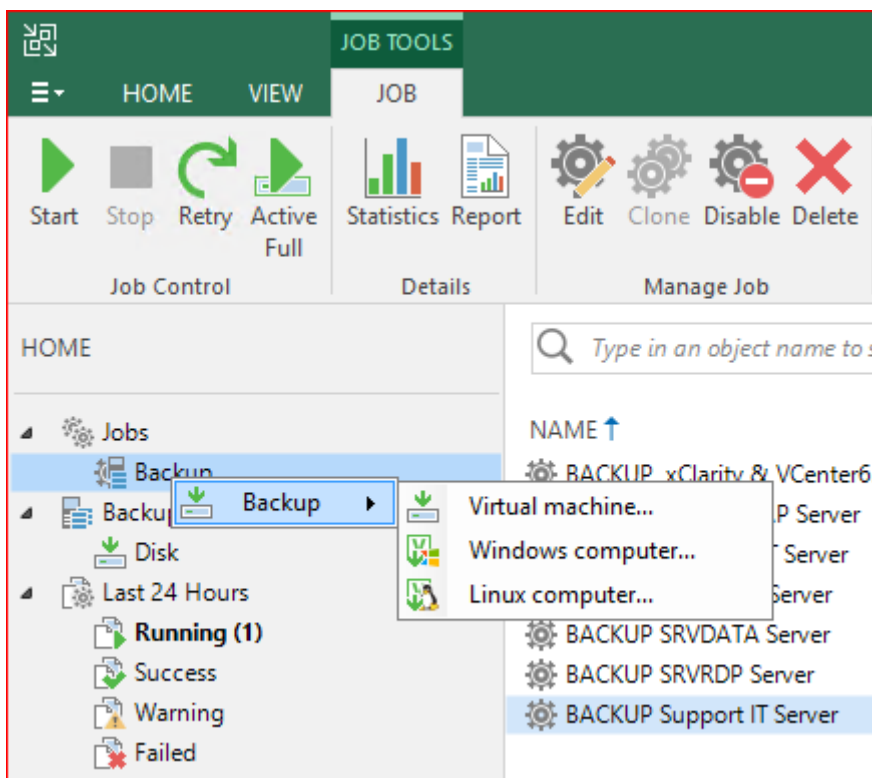 JOB TOOLS
HOME VIEW JOB
Start Stop Retry Active Full Statistics Report Edit Clone Disable Delete
Job Control Details Manage Job
HOME
Type in an object name to s
Jobs
NAME
Backup
BACKUP xClarity & VCenter6
Backup
Virtual machine...
Backu
P Server
Disk
Windows computer...
T Server
Last 24 Hours
Linux computer...
Server
Running (1)
BACKUP SRVDATA Server
Success
BACKUP SRVRDP Server
Warning
BACKUP Support IT Server
Failed